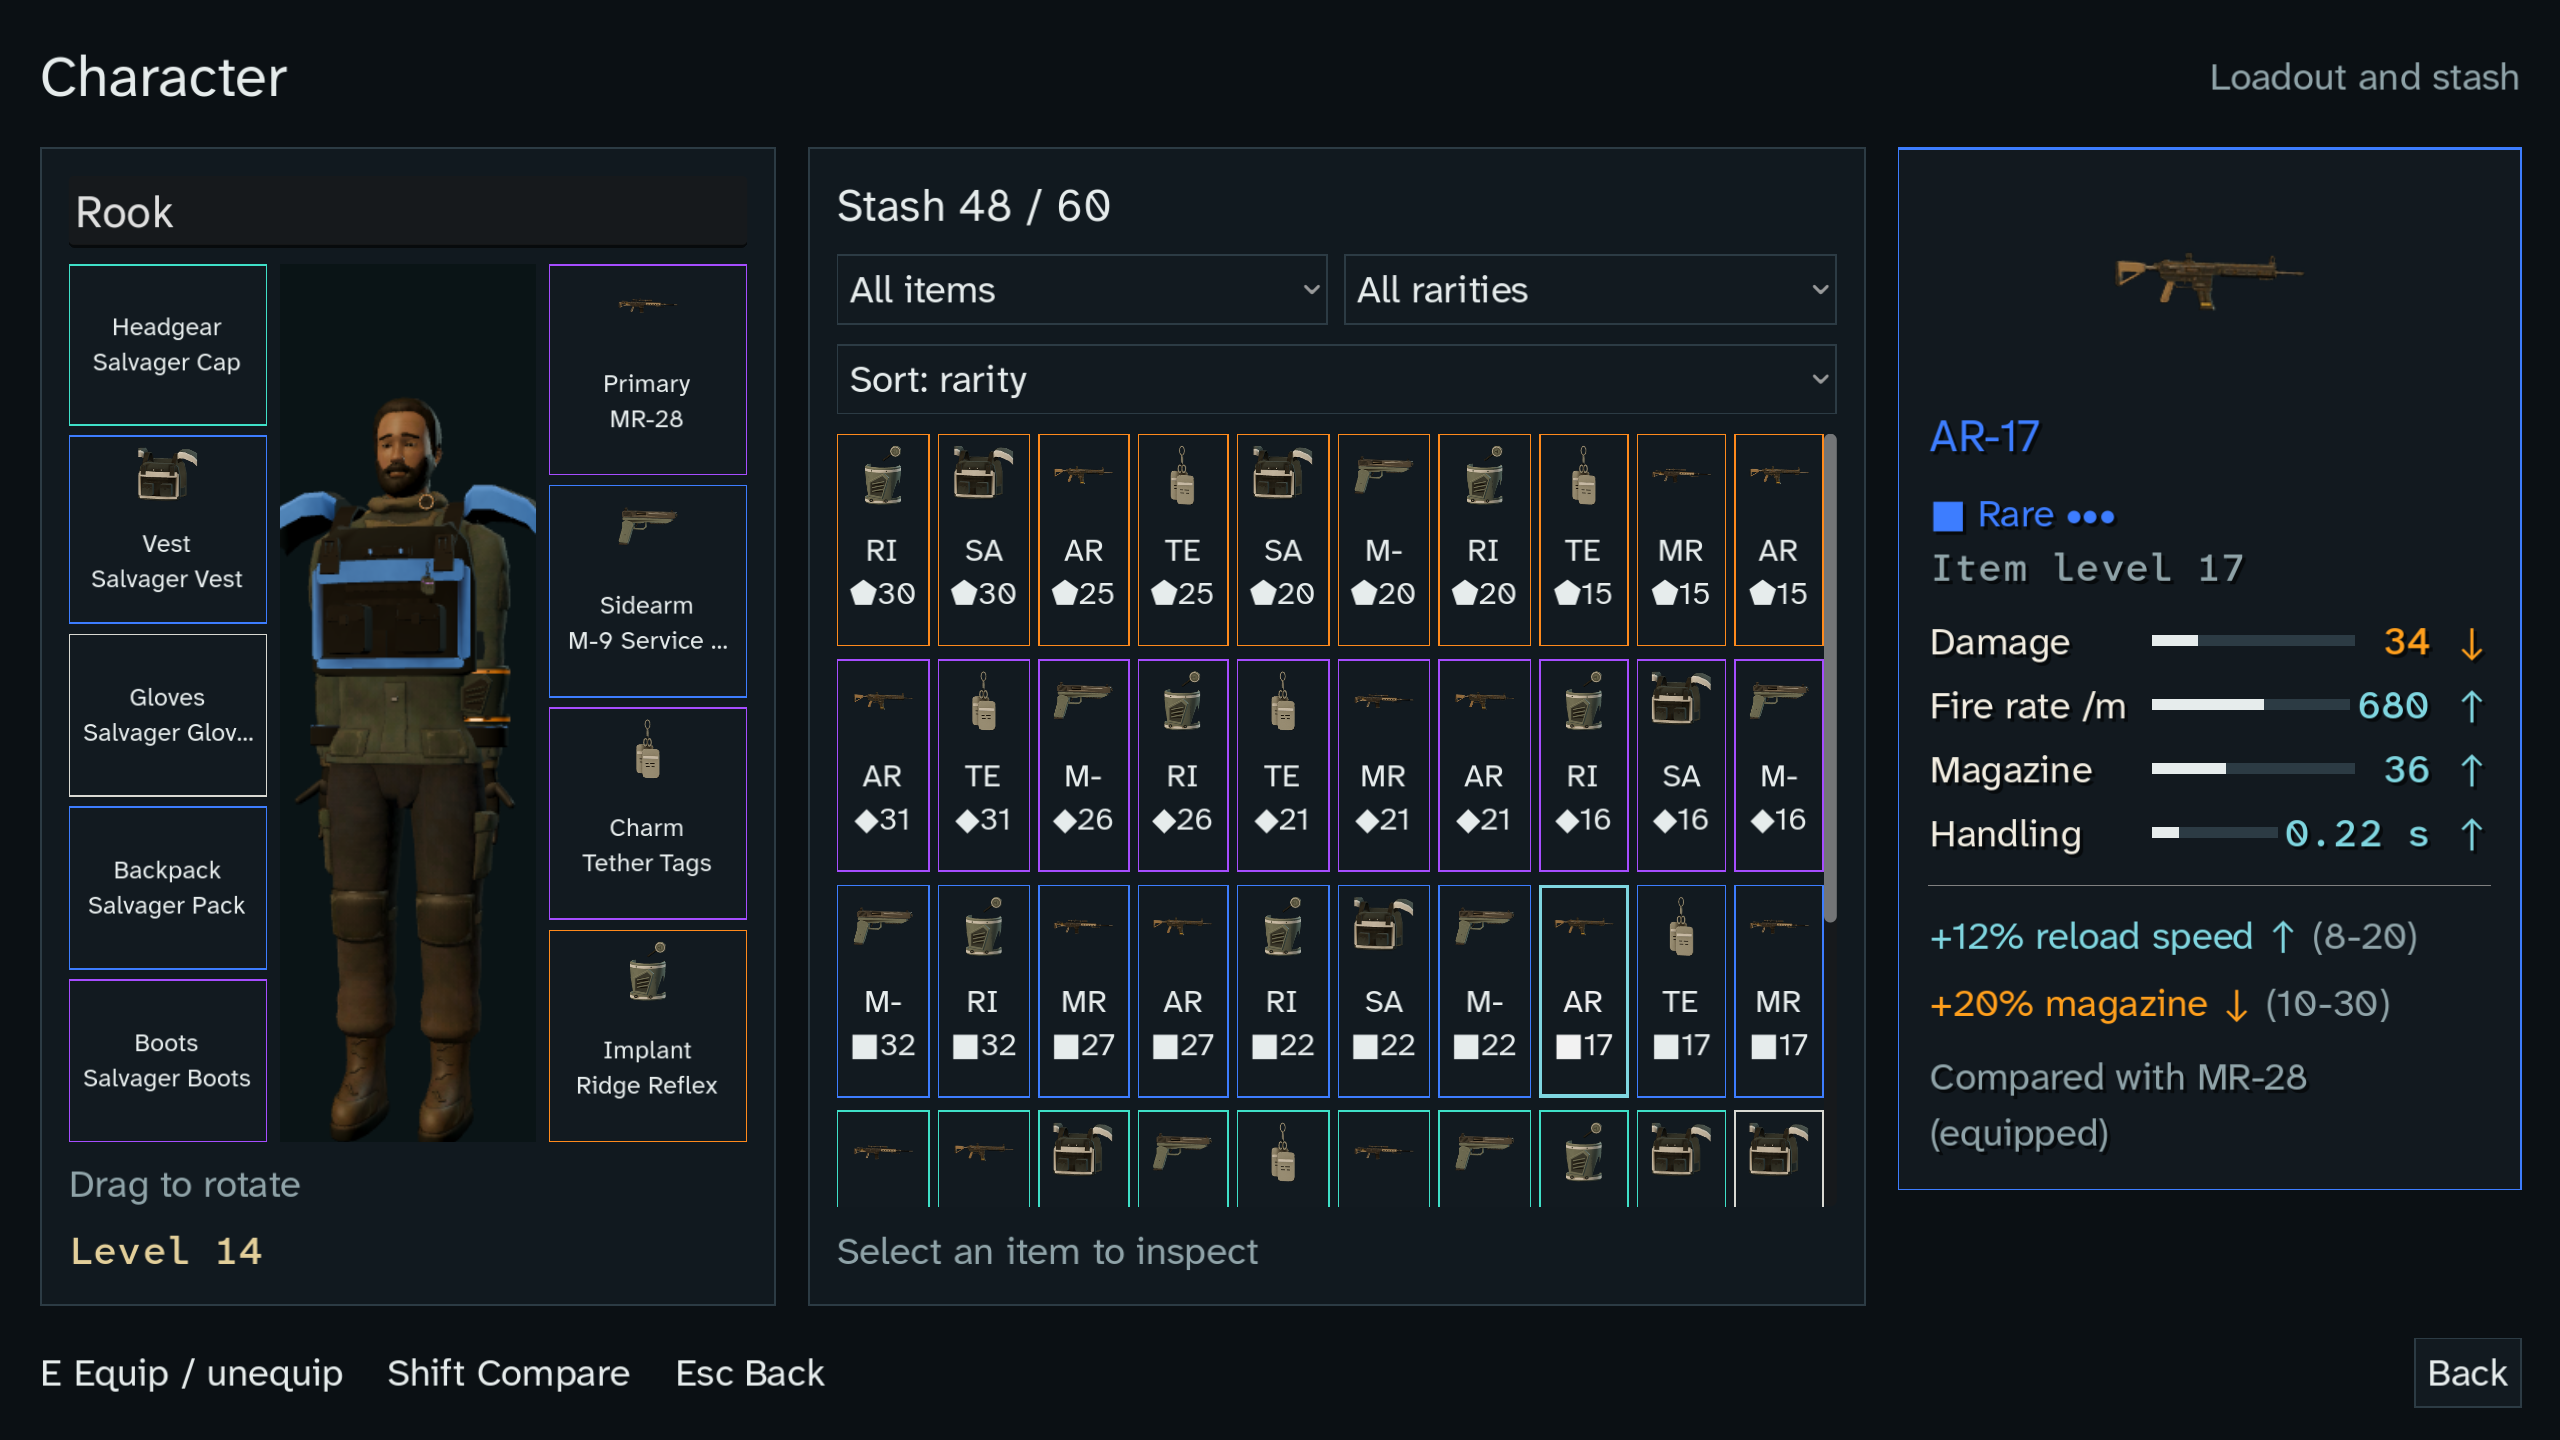 Character
Loadout and stash
Rook
Headgear
Salvager Cap
Vest
Salvager Vest
Gloves
Salvager Glov...
Backpack
Salvager Pack
Boots
Salvager Boots
Primary
MR-28
Sidearm
M-9 Service ...
Charm
Tether Tags
Implant
Ridge Reflex
Drag to rotate
Level 14
Stash 48 / 60
All items
All rarities
Sort: rarity
RI SA AR TE SA M- RI TE MR AR
⬟30 ⬟30 ⬟25 ⬟25 ⬟20 ⬟20 ⬟20 ⬟15 ⬟15 ⬟15
AR TE M- RI TE MR AR RI SA M-
◆31 ◆31 ◆26 ◆26 ◆21 ◆21 ◆21 ◆16 ◆16 ◆16
M- RI MR AR RI SA M- AR TE MR
■32 ■32 ■27 ■27 ■22 ■22 ■22 ■17 ■17 ■17
Select an item to inspect
AR-17
■ Rare •••
Item level 17
Damage 34 ↓
Fire rate /m 680 ↑
Magazine 36 ↑
Handling 0.22 s ↑
+12% reload speed ↑ (8-20)
+20% magazine ↓ (10-30)
Compared with MR-28
(equipped)
E Equip / unequip Shift Compare Esc Back
Back